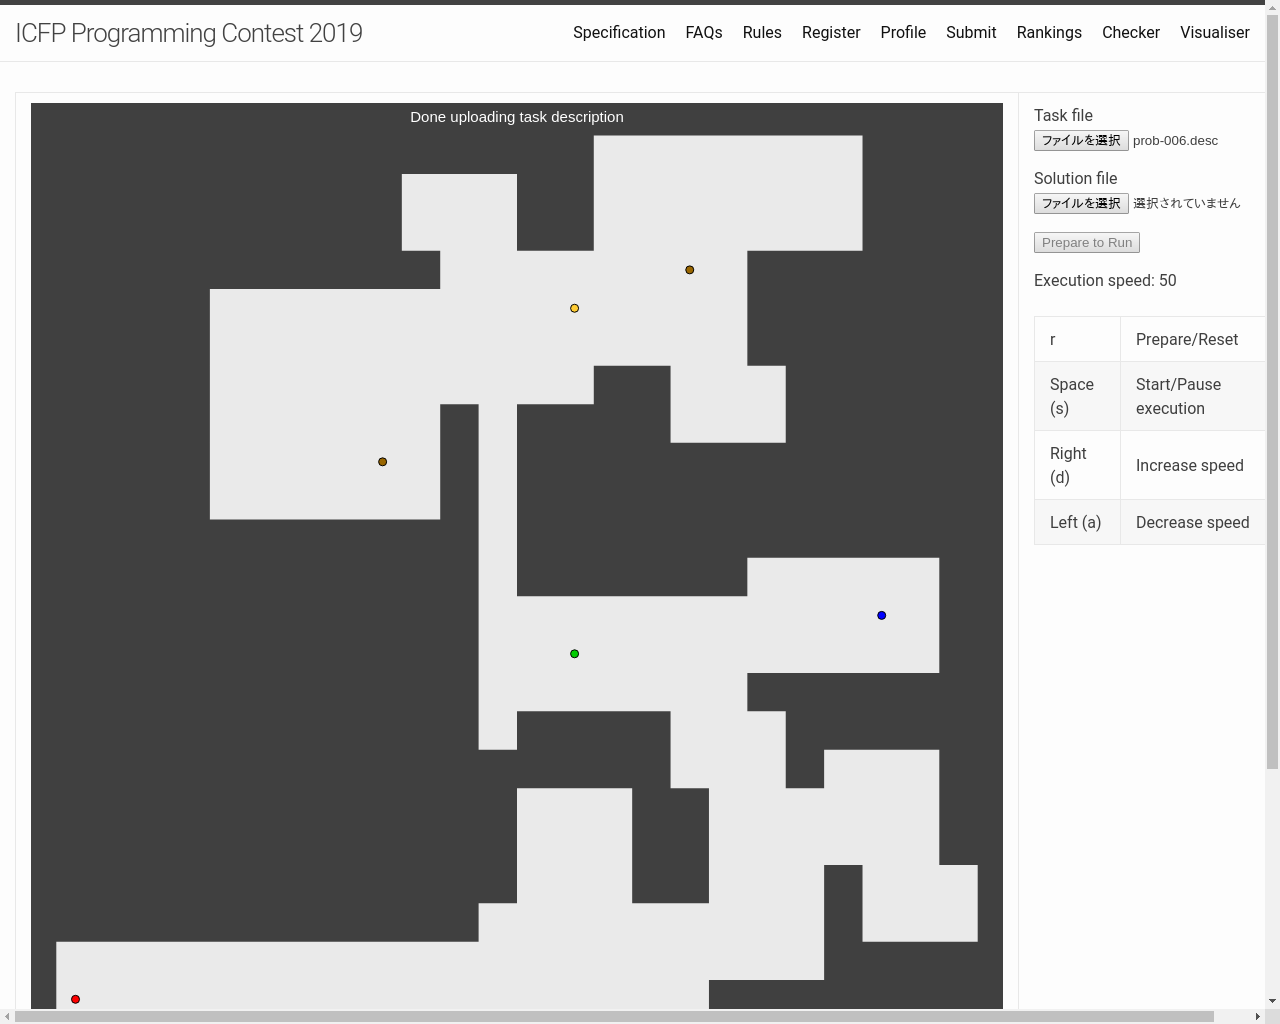 ICFP Programming Contest 2019
Specification FAQs Rules Register Profile Submit Rankings Checker Visualiser
Done uploading task description
Task file
ファイルを選択 prob-006.desc
Solution file
ファイルを選択 選択されていません
Prepare to Run
Execution speed: 50
r Prepare/Reset
Space (s) Start/Pause execution
Right (d) Increase speed
Left (a) Decrease speed